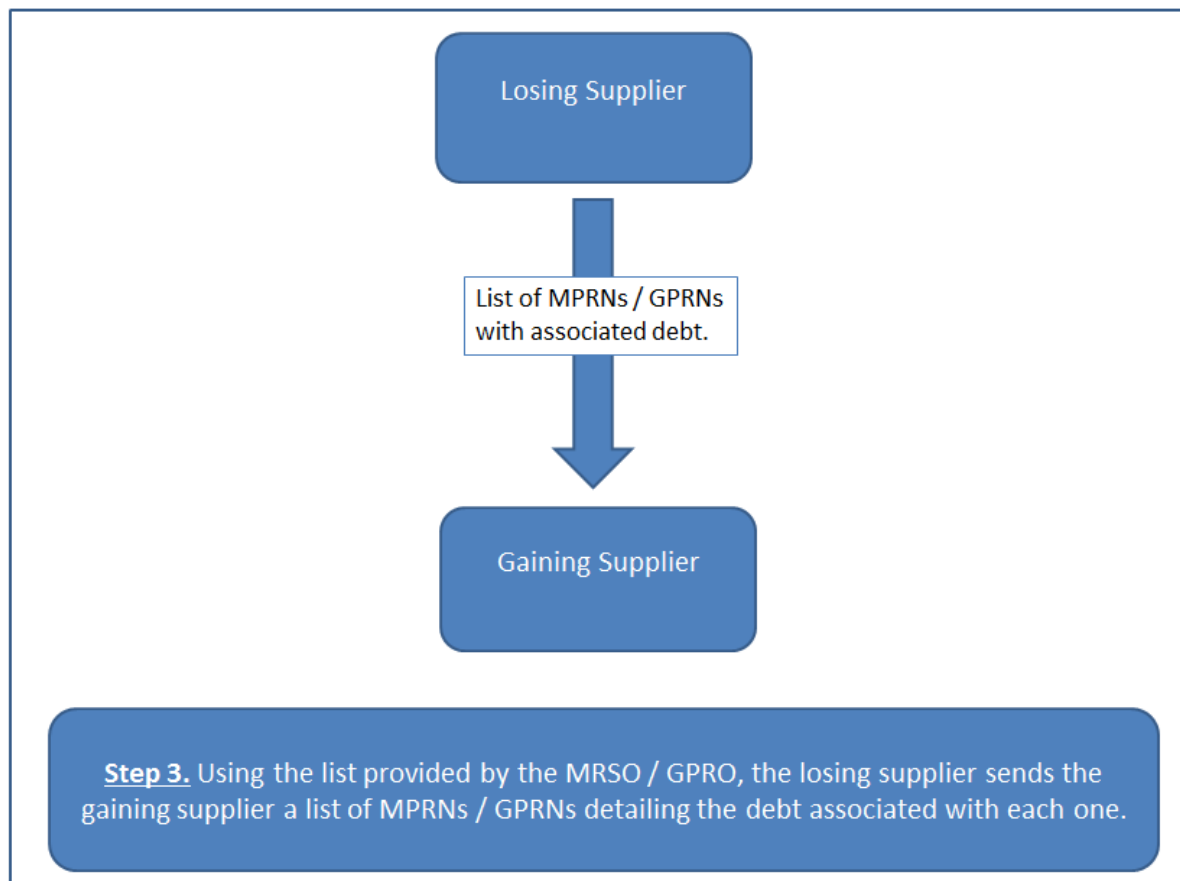 Losing Supplier
List of MPRNs / GPRNs
with associated debt.
Gaining Supplier
Step 3. Using the list provided by the MRSO / GPRO, the losing supplier sends the
gaining supplier a list of MPRNs / GPRNs detailing the debt associated with each one.